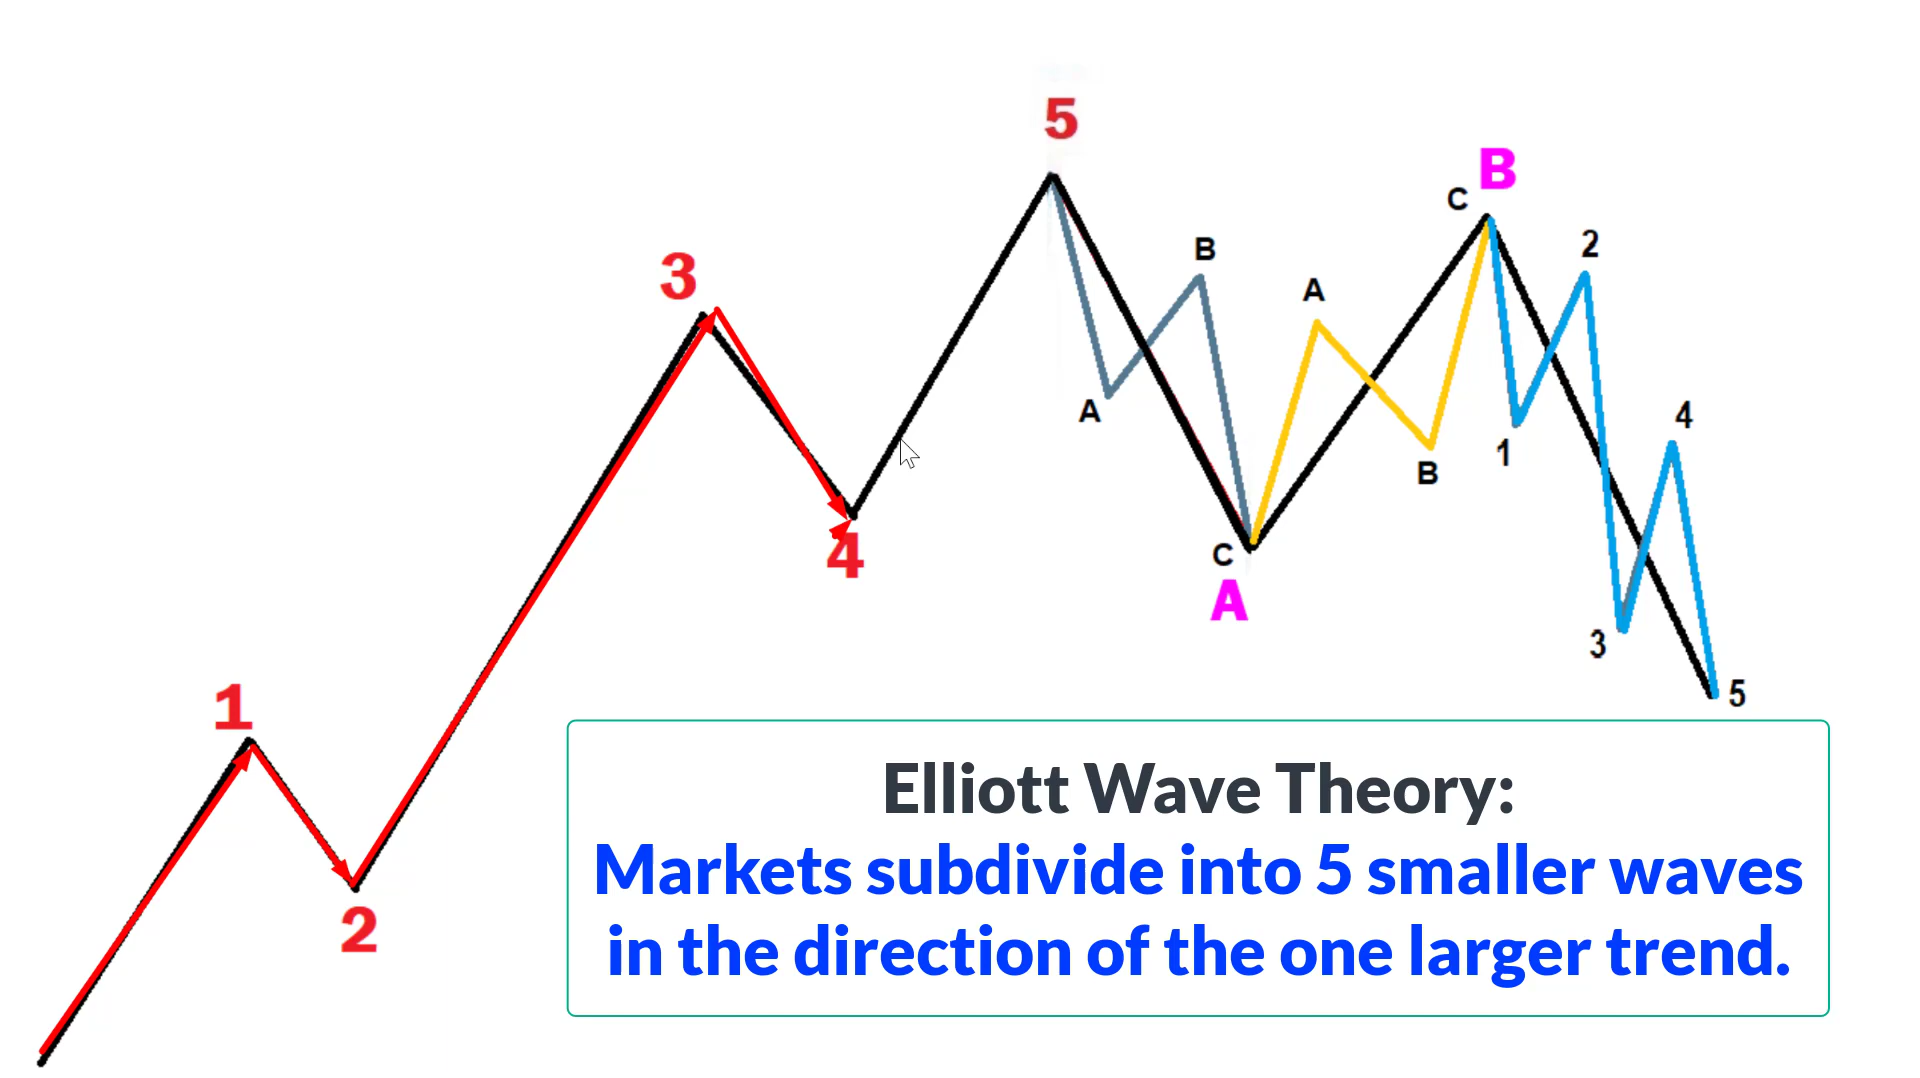 5
B
C
2
B
3
A
A
4
B
1
C
4
A
3
1
5
2
Elliott Wave Theory:
Markets subdivide into 5 smaller waves
in the direction of the one larger trend.